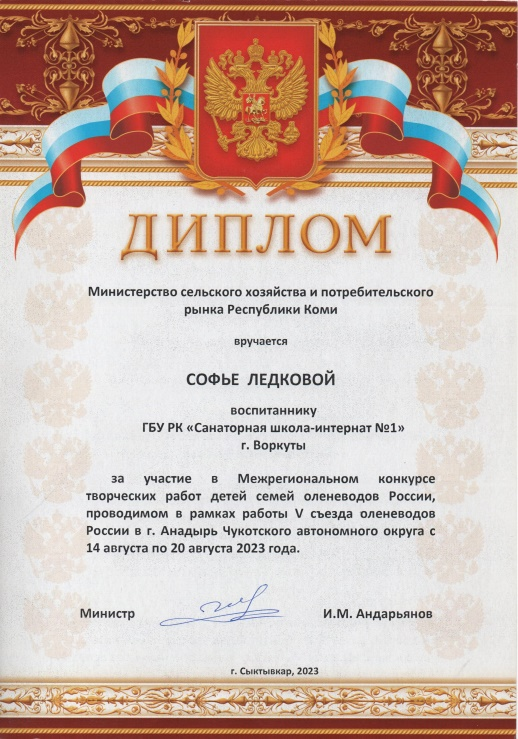 ДИПЛОМ
Министерство сельского хозяйства и потребительского
рынка Республики Коми
вручается
СОФЬЕ ЛЕДКОВОЙ
воспитаннику
ГБУ РК «Санаторная школа-интернат №1»
г. Воркуты
за участие в Межрегиональном конкурсе
творческих работ детей семей оленеводов России,
проводимом в рамках работы V съезда оленеводов
России в г. Анадырь Чукотского автономного округа с
14 августа по 20 августа 2023 года.
Министр И.М. Андарьянов
г. Сыктывкар, 2023